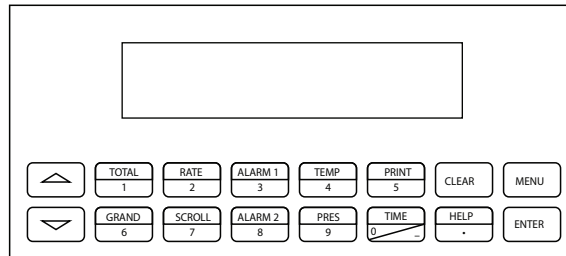 TOTAL RATE ALARM 1 TEMP PRINT
1 2 3 4 5 CLEAR MENU
GRAND SCROLL ALARM 2 PRES TIME HELP
6 7 8 9 0 – . ENTER